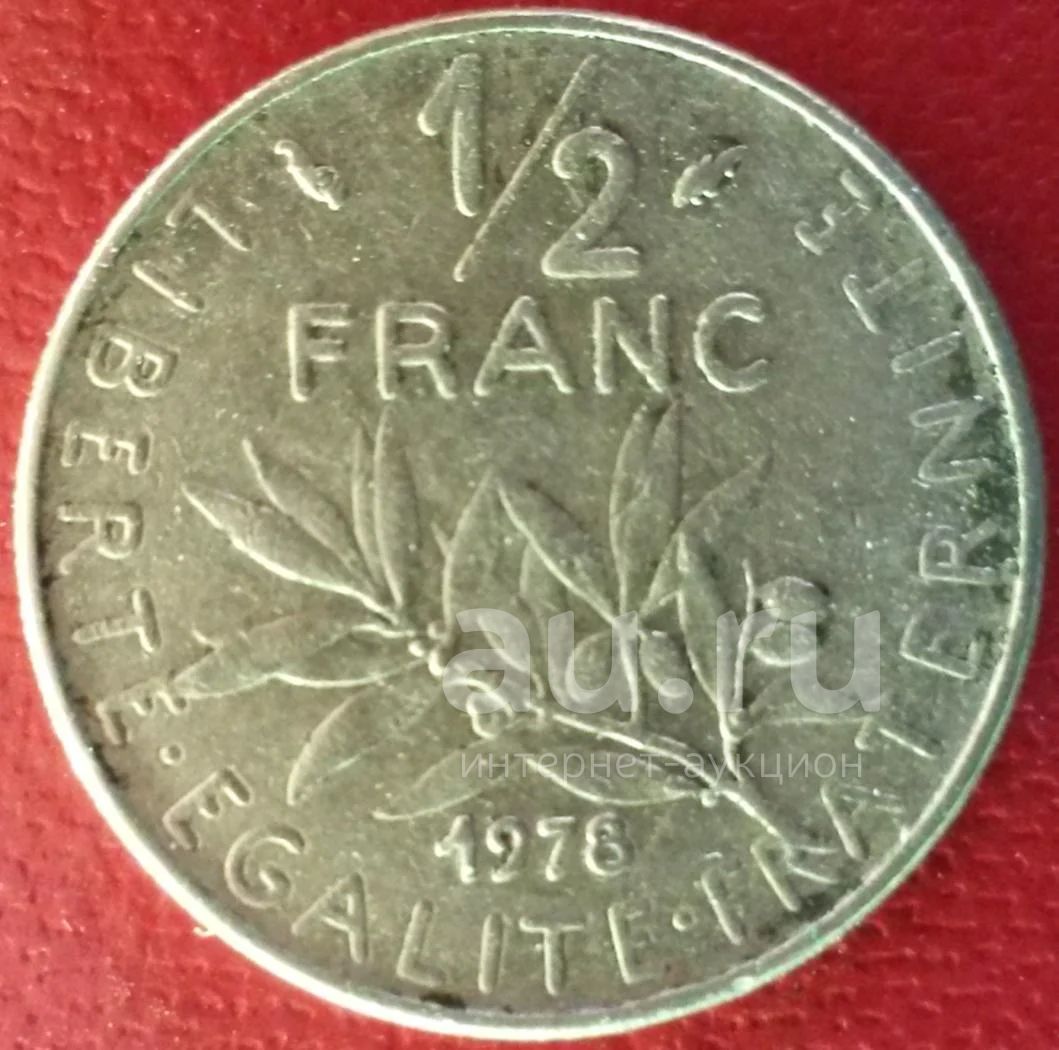 1/2
FRANC
LIBERTE · EGALITE · FRATERNITE
1978
au.ru
интернет-аукцион